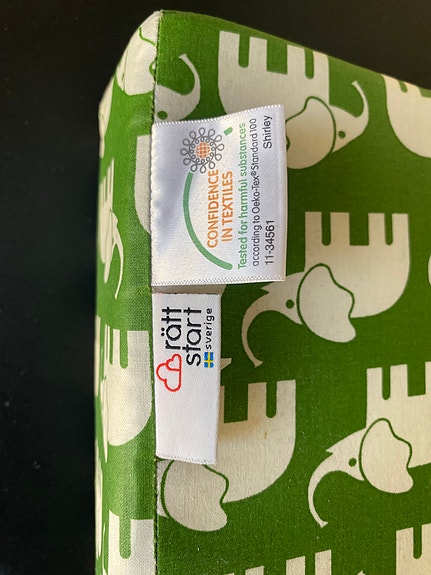 CONFIDENCE
IN TEXTILES
Tested for harmful substances
according to Oeko-Tex® Standard 100
11-34561 Shirley
rätt
start
sverige